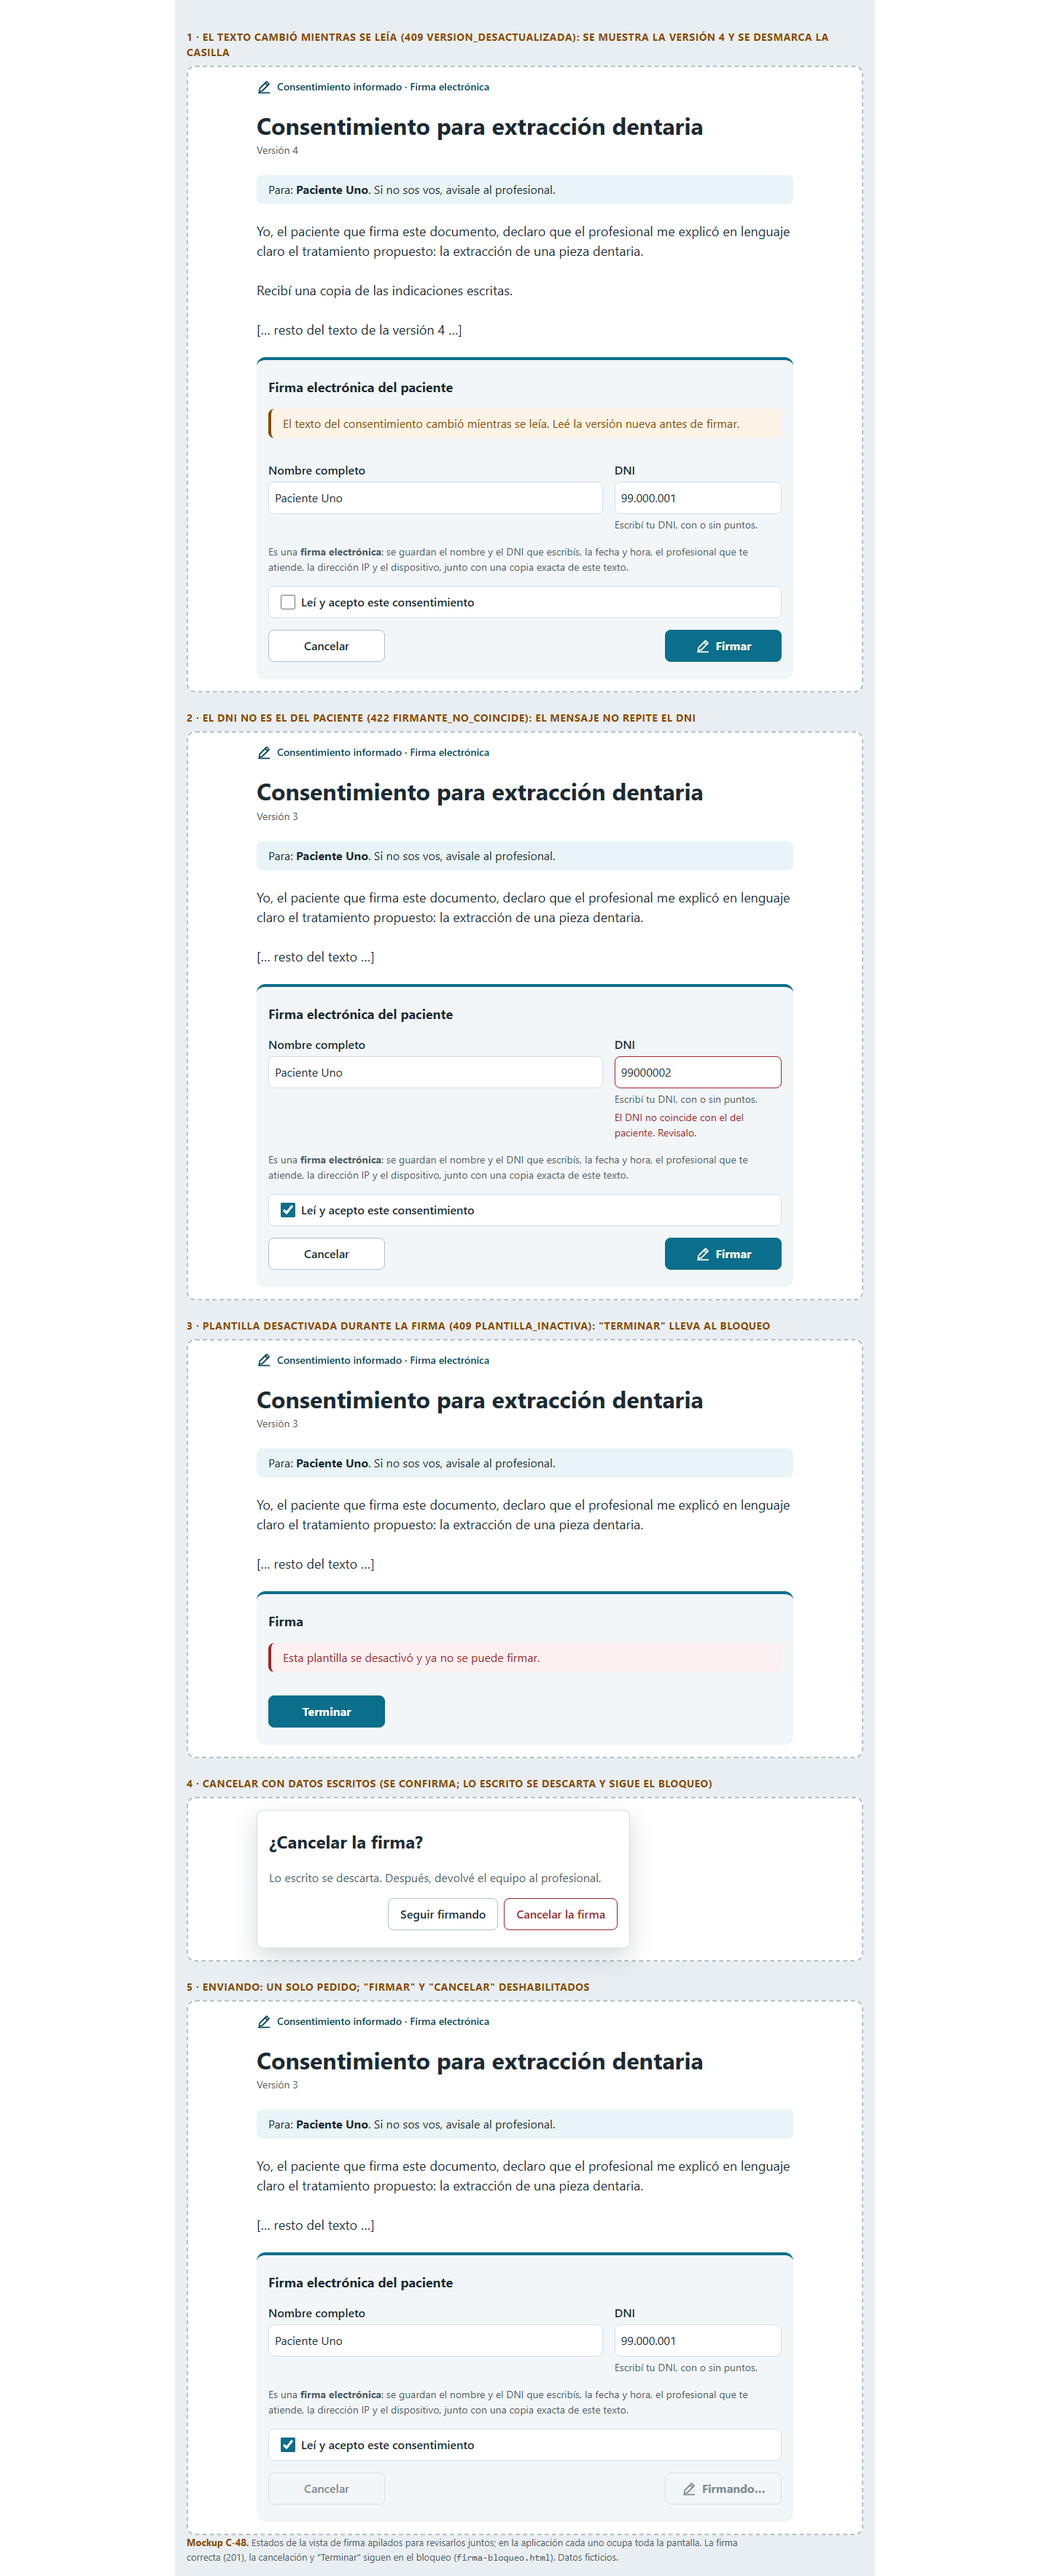 1 · EL TEXTO CAMBIÓ MIENTRAS SE LEÍA (409 VERSION_DESACTUALIZADA): SE MUESTRA LA VERSIÓN 4 Y SE DESMARCA LA
CASILLA
Consentimiento informado · Firma electrónica
Consentimiento para extracción dentaria
Versión 4
Para: Paciente Uno. Si no sos vos, avisale al profesional.
Yo, el paciente que firma este documento, declaro que el profesional me explicó en lenguaje
claro el tratamiento propuesto: la extracción de una pieza dentaria.
Recibí una copia de las indicaciones escritas.
[... resto del texto de la versión 4 ...]
Firma electrónica del paciente
El texto del consentimiento cambió mientras se leía. Leé la versión nueva antes de firmar.
Nombre completo DNI
Paciente Uno 99.000.001
Escribí tu DNI, con o sin puntos.
Es una firma electrónica: se guardan el nombre y el DNI que escribís, la fecha y hora, el profesional que te
atiende, la dirección IP y el dispositivo, junto con una copia exacta de este texto.
Leí y acepto este consentimiento
Cancelar Firmar
2 · EL DNI NO ES EL DEL PACIENTE (422 FIRMANTE_NO_COINCIDE): EL MENSAJE NO REPITE EL DNI
Consentimiento informado · Firma electrónica
Consentimiento para extracción dentaria
Versión 3
Para: Paciente Uno. Si no sos vos, avisale al profesional.
Yo, el paciente que firma este documento, declaro que el profesional me explicó en lenguaje
claro el tratamiento propuesto: la extracción de una pieza dentaria.
[... resto del texto ...]
Firma electrónica del paciente
Nombre completo DNI
Paciente Uno 99000002
Escribí tu DNI, con o sin puntos.
El DNI no coincide con el del
paciente. Revisalo.
Es una firma electrónica: se guardan el nombre y el DNI que escribís, la fecha y hora, el profesional que te
atiende, la dirección IP y el dispositivo, junto con una copia exacta de este texto.
Leí y acepto este consentimiento
Cancelar Firmar
3 · PLANTILLA DESACTIVADA DURANTE LA FIRMA (409 PLANTILLA_INACTIVA): "TERMINAR" LLEVA AL BLOQUEO
Consentimiento informado · Firma electrónica
Consentimiento para extracción dentaria
Versión 3
Para: Paciente Uno. Si no sos vos, avisale al profesional.
Yo, el paciente que firma este documento, declaro que el profesional me explicó en lenguaje
claro el tratamiento propuesto: la extracción de una pieza dentaria.
[... resto del texto ...]
Firma
Esta plantilla se desactivó y ya no se puede firmar.
Terminar
4 · CANCELAR CON DATOS ESCRITOS (SE CONFIRMA; LO ESCRITO SE DESCARTA Y SIGUE EL BLOQUEO)
¿Cancelar la firma?
Lo escrito se descarta. Después, devolvé el equipo al profesional.
Seguir firmando Cancelar la firma
5 · ENVIANDO: UN SOLO PEDIDO; "FIRMAR" Y "CANCELAR" DESHABILITADOS
Consentimiento informado · Firma electrónica
Consentimiento para extracción dentaria
Versión 3
Para: Paciente Uno. Si no sos vos, avisale al profesional.
Yo, el paciente que firma este documento, declaro que el profesional me explicó en lenguaje
claro el tratamiento propuesto: la extracción de una pieza dentaria.
[... resto del texto ...]
Firma electrónica del paciente
Nombre completo DNI
Paciente Uno 99.000.001
Escribí tu DNI, con o sin puntos.
Es una firma electrónica: se guardan el nombre y el DNI que escribís, la fecha y hora, el profesional que te
atiende, la dirección IP y el dispositivo, junto con una copia exacta de este texto.
Leí y acepto este consentimiento
Cancelar Firmando...
Mockup C-48. Estados de la vista de firma apilados para revisarlos juntos; en la aplicación cada uno ocupa toda la pantalla. La firma
correcta (201), la cancelación y "Terminar" siguen en el bloqueo (firma-bloqueo.html). Datos ficticios.